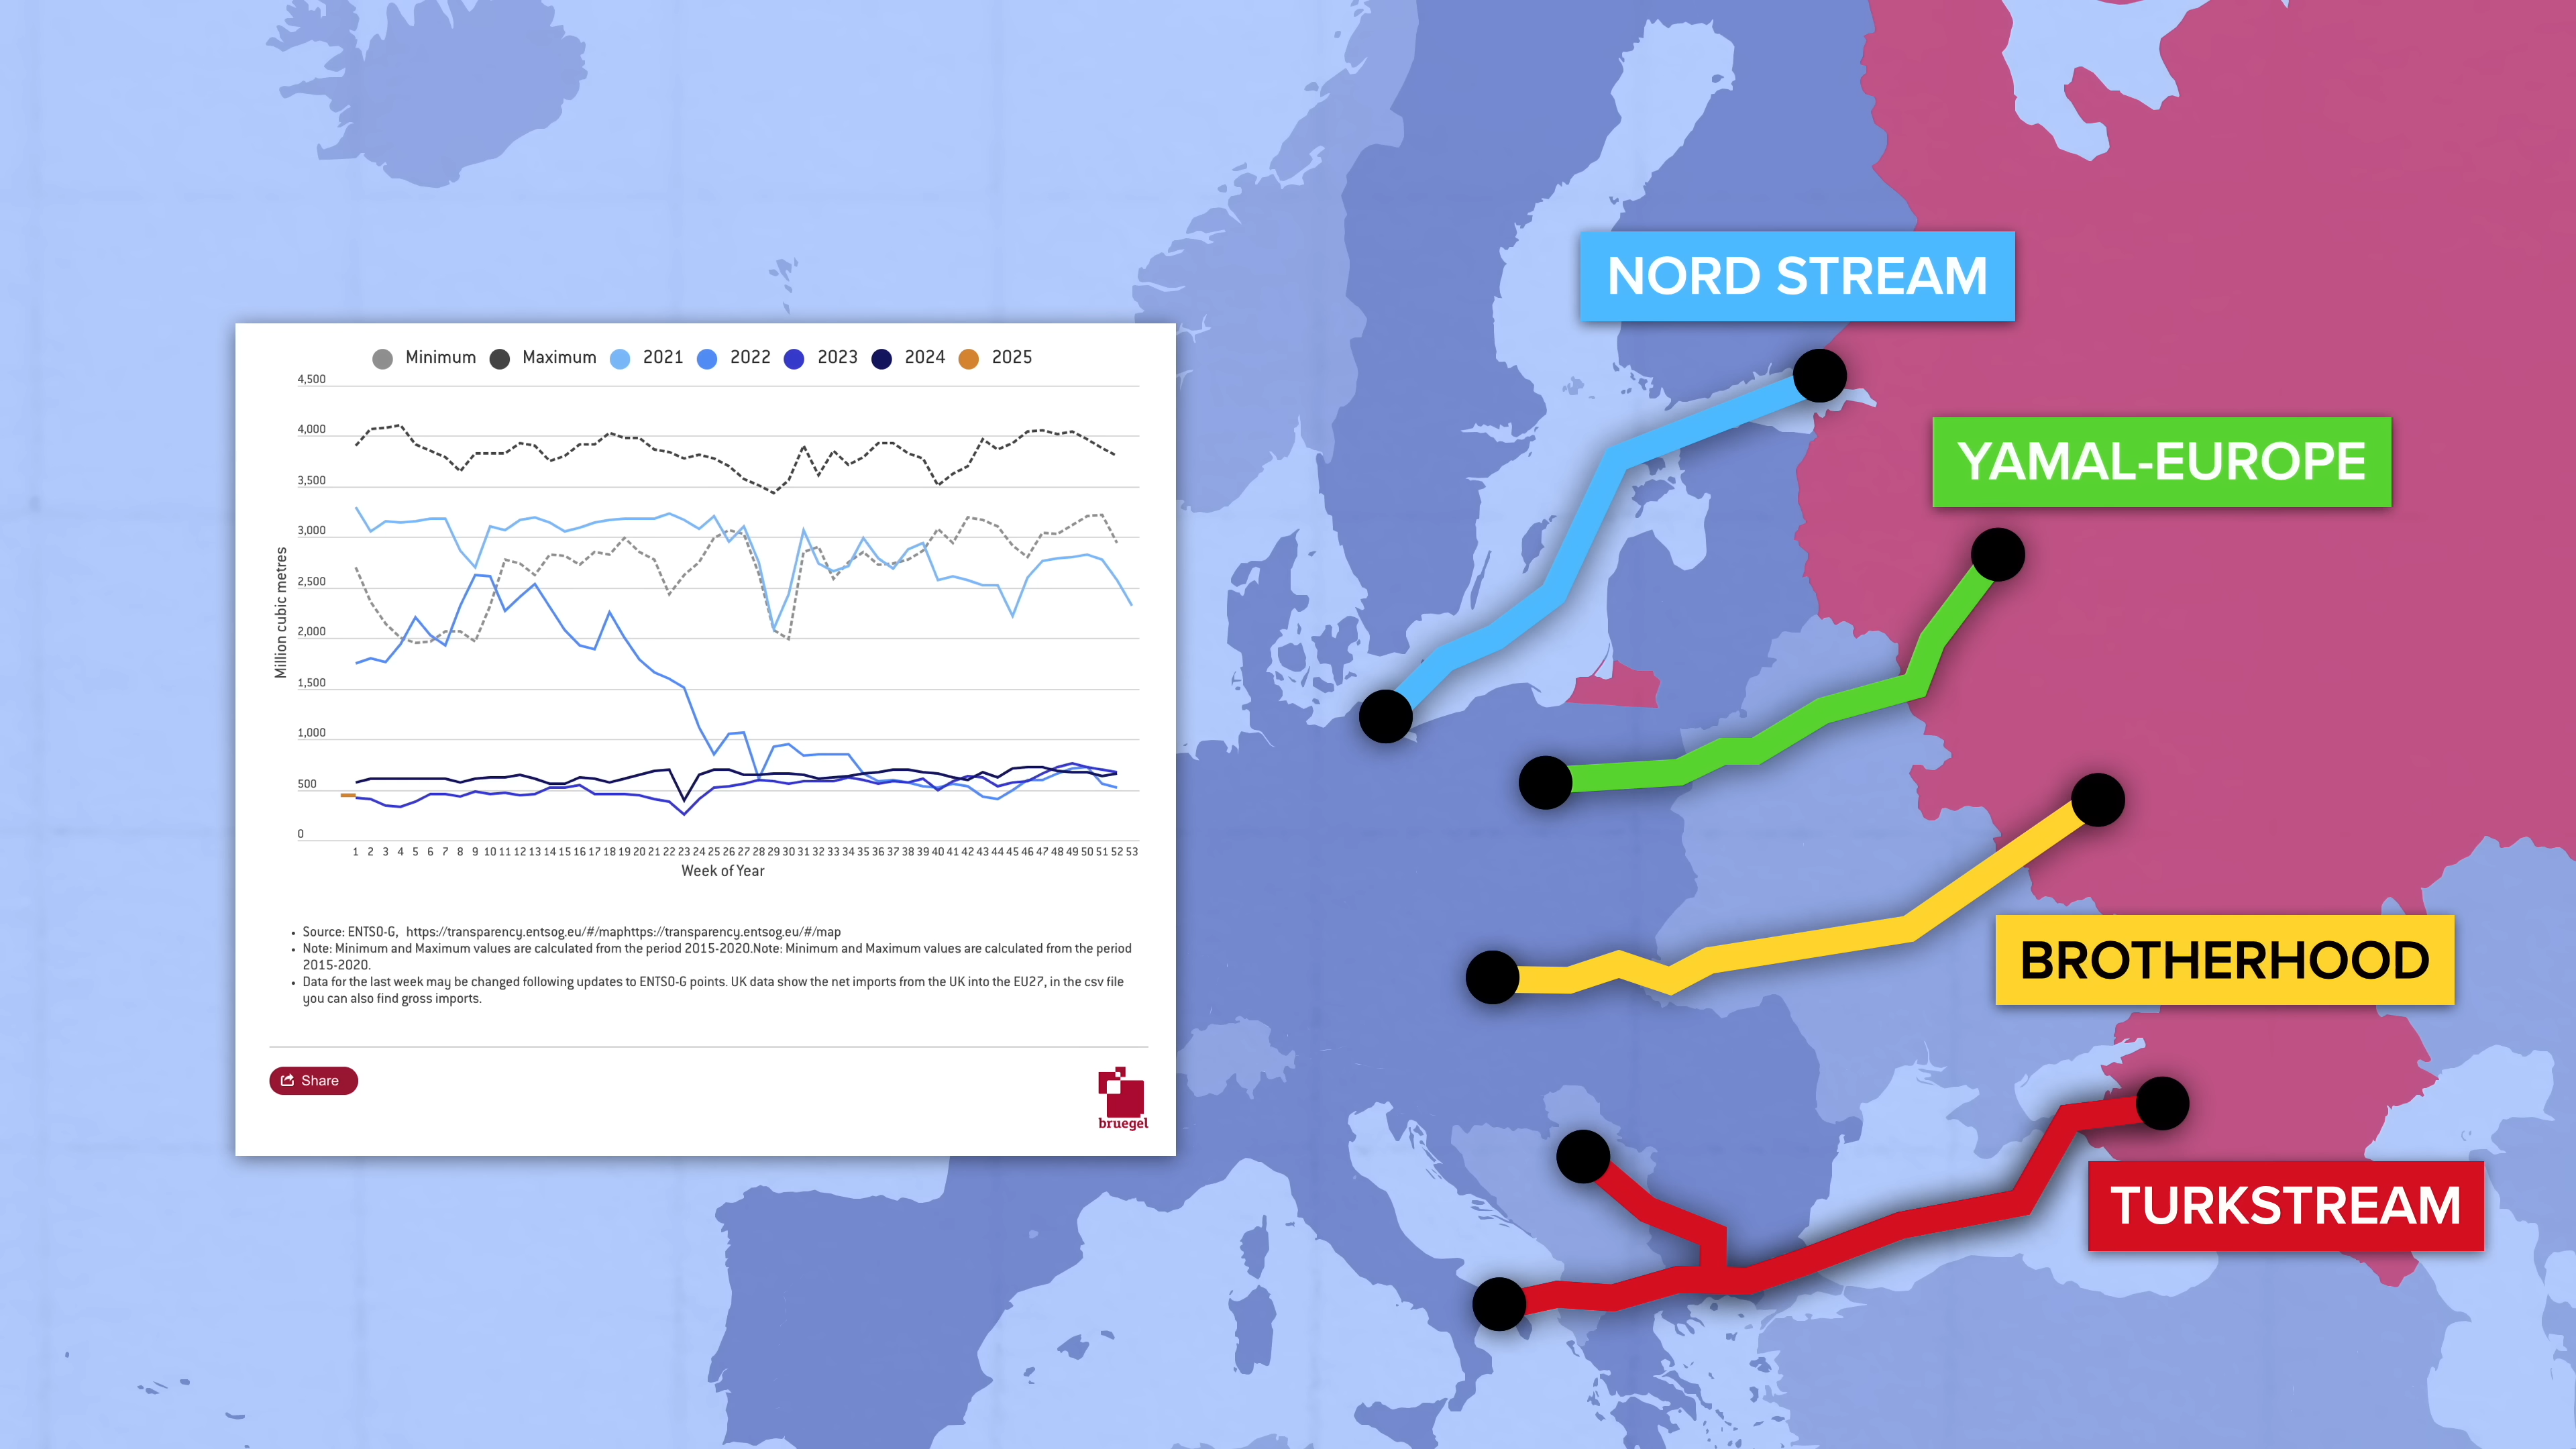 NORD STREAM
YAMAL-EUROPE
BROTHERHOOD
TURKSTREAM
Minimum Maximum 2021 2022 2023 2024 2025
4,500
4,000
3,500
3,000
2,500
2,000
1,500
1,000
500
0
Million cubic metres
1 2 3 4 5 6 7 8 9 10 11 12 13 14 15 16 17 18 19 20 21 22 23 24 25 26 27 28 29 30 31 32 33 34 35 36 37 38 39 40 41 42 43 44 45 46 47 48 49 50 51 52 53
Week of Year
• Source: ENTSO-G, https://transparency.entsog.eu/#/maphttps://transparency.entsog.eu/#/map
• Note: Minimum and Maximum values are calculated from the period 2015-2020.Note: Minimum and Maximum values are calculated from the period
2015-2020.
• Data for the last week may be changed following updates to ENTSO-G points. UK data show the net imports from the UK into the EU27, in the csv file
you can also find gross imports.
Share
bruegel